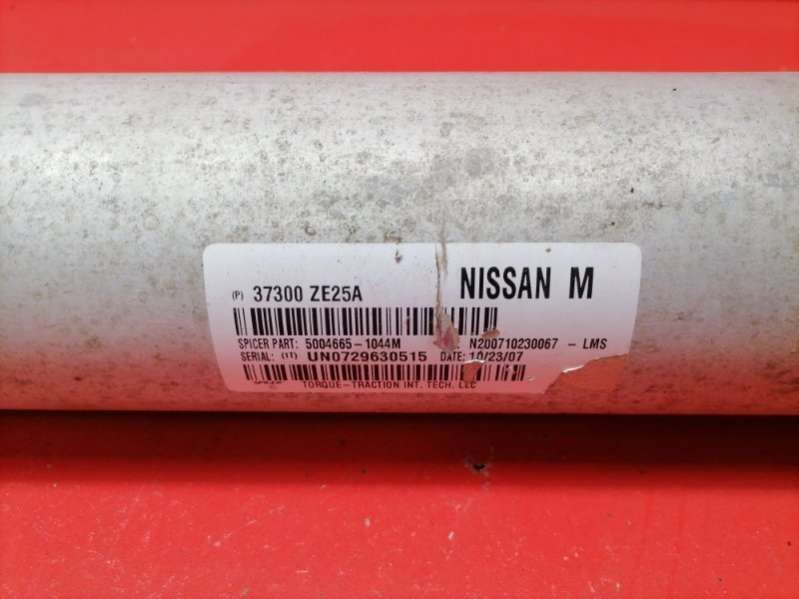 (P) 37300 ZE25A NISSAN M
SPICER PART: 5004665-1044M N200710230067 - LMS
SERIAL: (1T) UN0729630515 DATE: 10/23/07
TORQUE-TRACTION INT. TECH. LLC